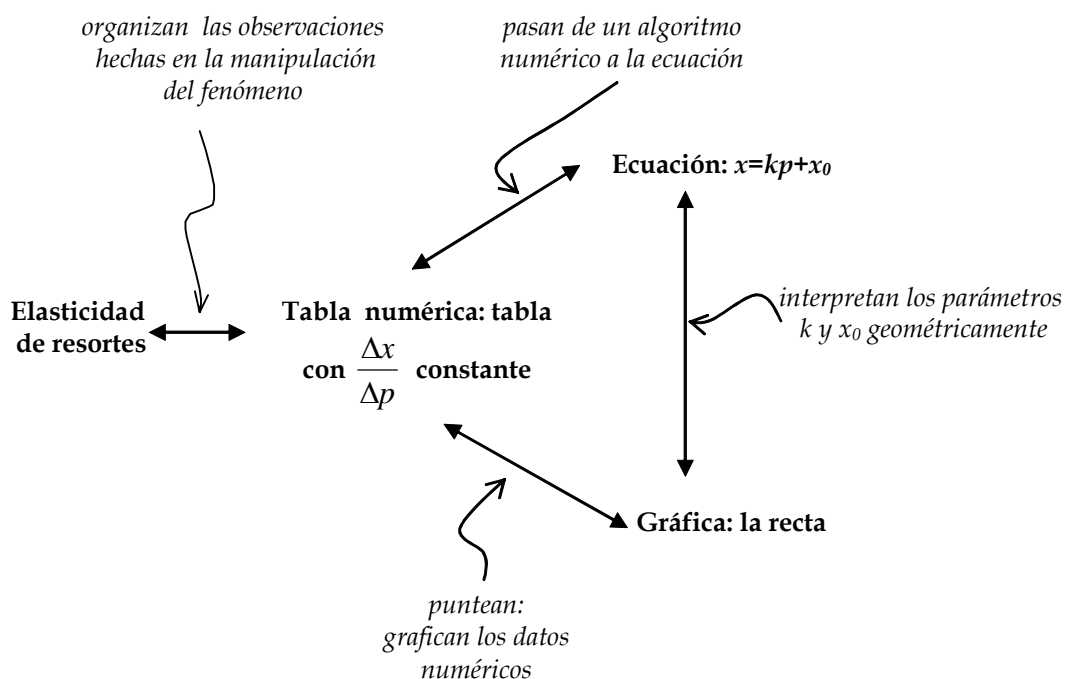 organizan las observaciones
hechas en la manipulación
del fenómeno
pasan de un algoritmo
numérico a la ecuación
Ecuación: x=kp+x₀
Elasticidad
de resortes
Tabla numérica: tabla
con Δx/Δp constante
interpretan los parámetros
k y x₀ geométricamente
Gráfica: la recta
puntean:
grafican los datos
numéricos